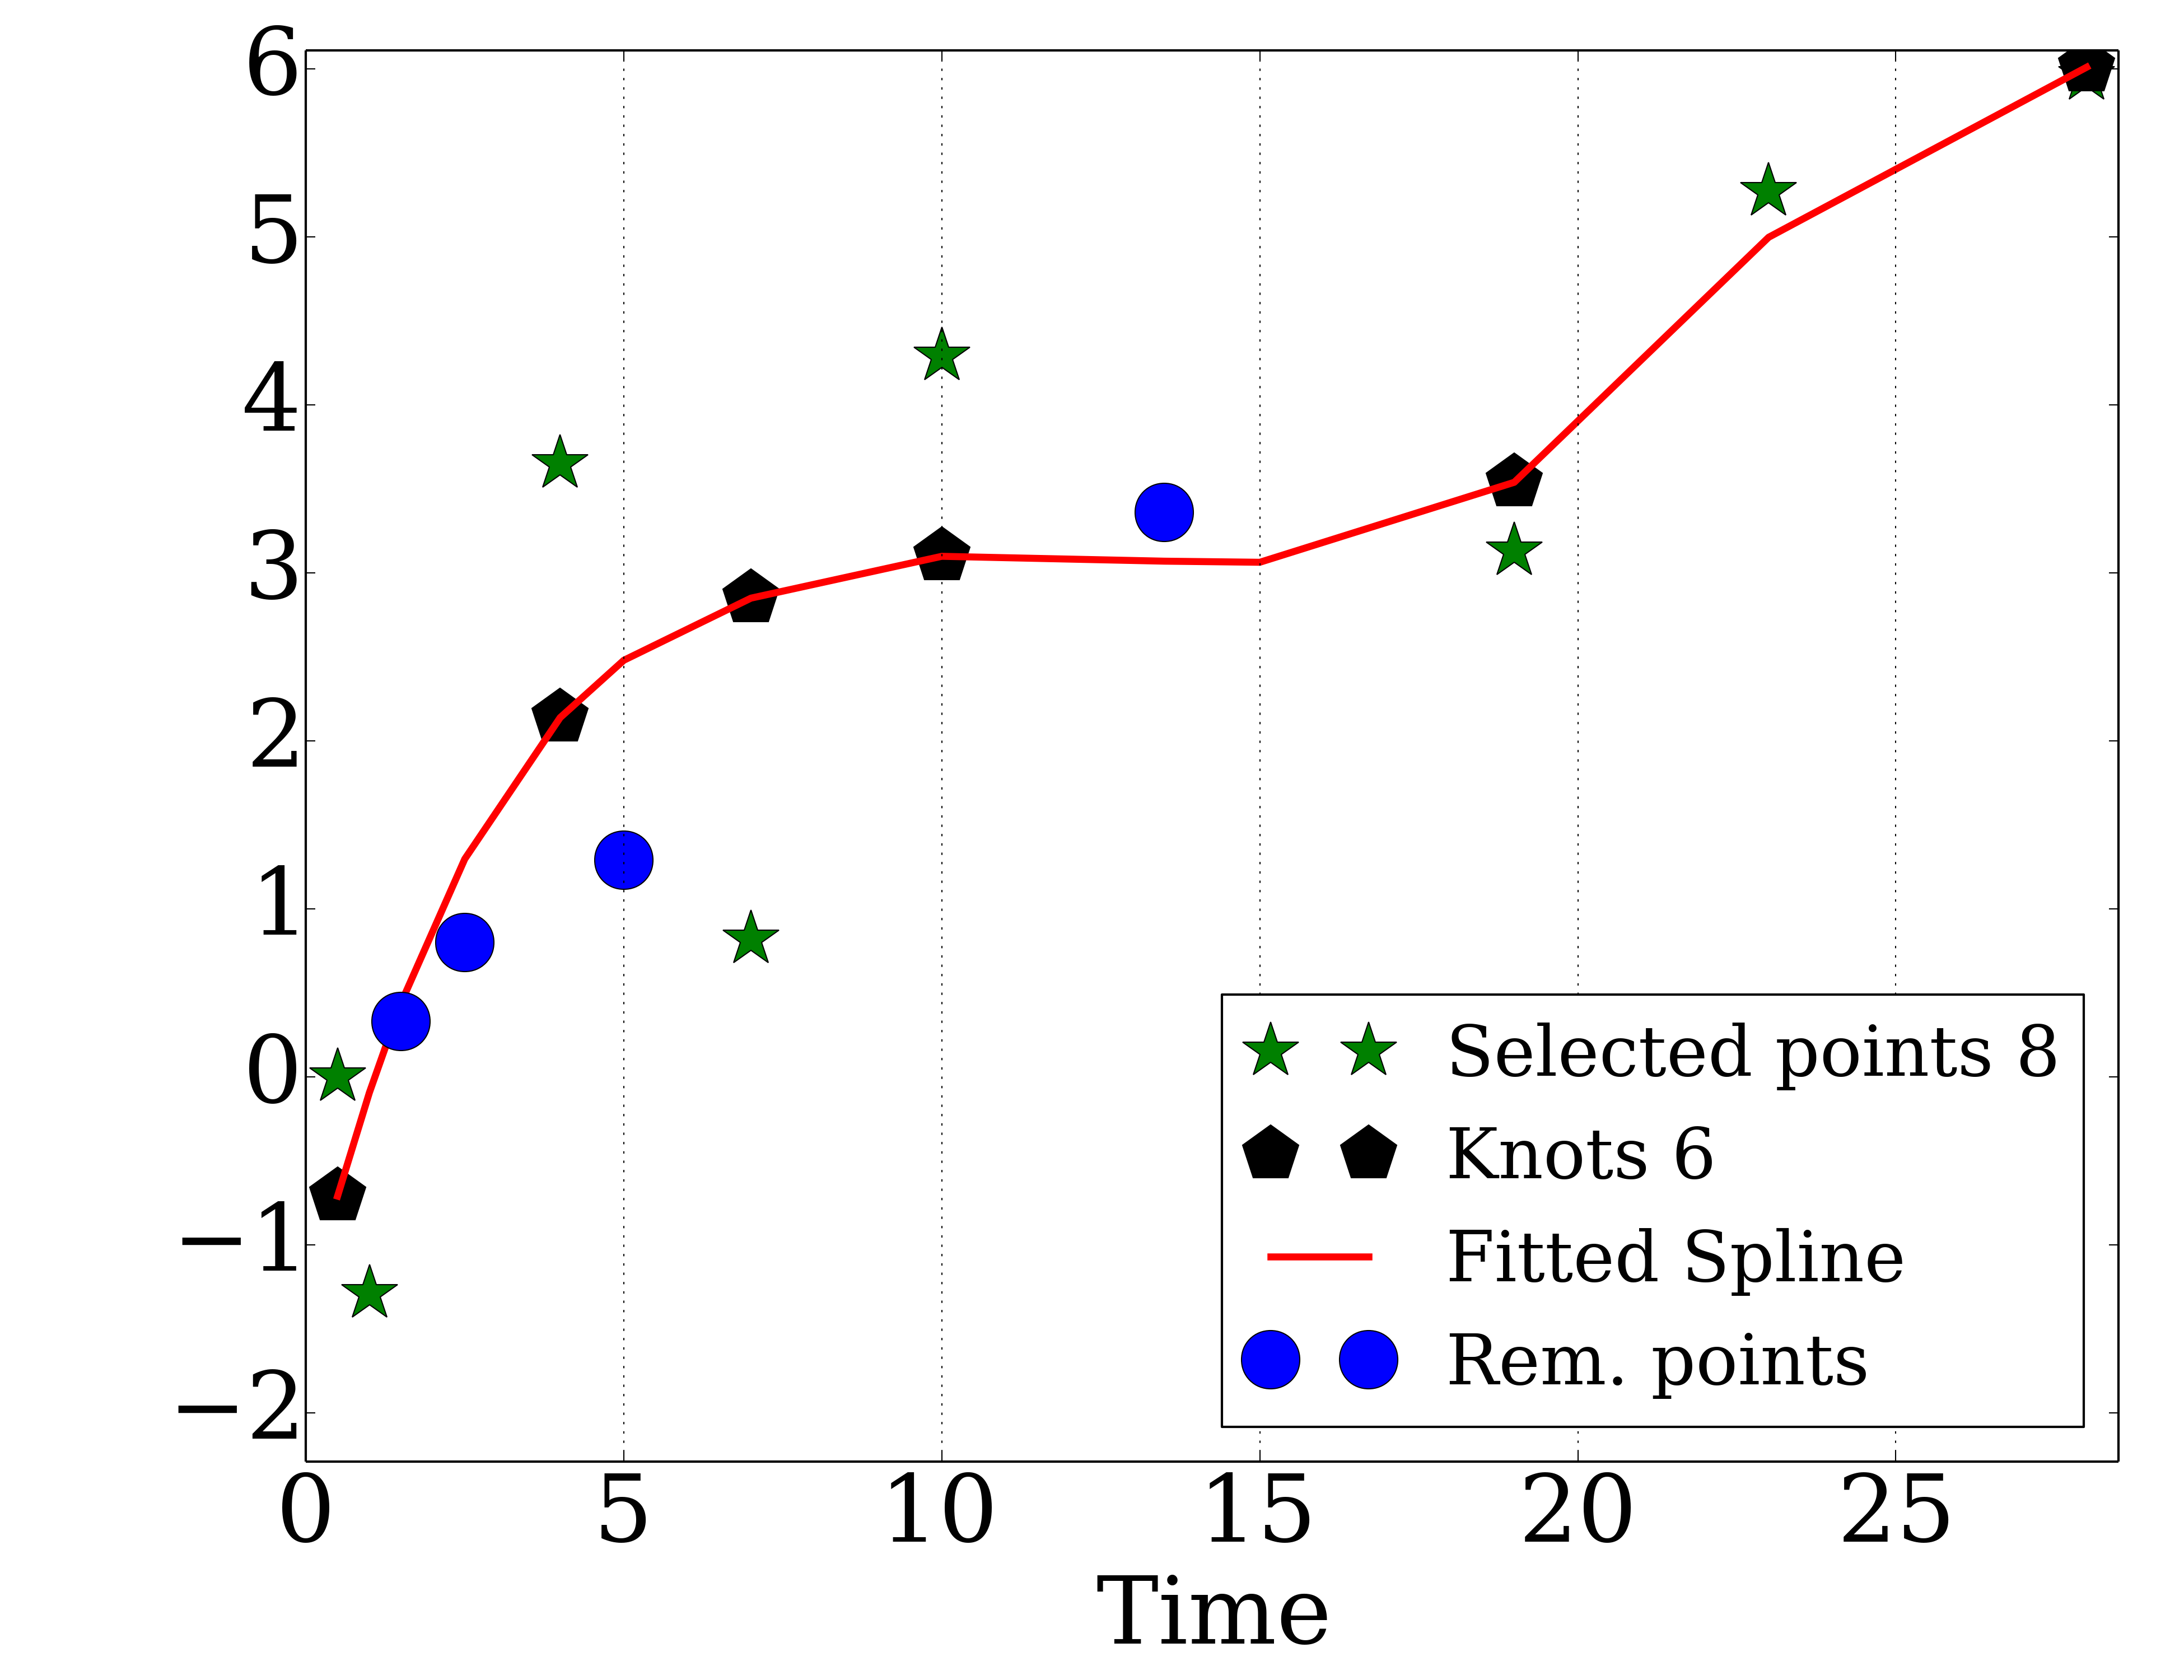 6
5
4
3
2
1
0
−1
−2
Selected points 8
Knots 6
Fitted Spline
Rem. points
0 5 10 15 20 25
Time